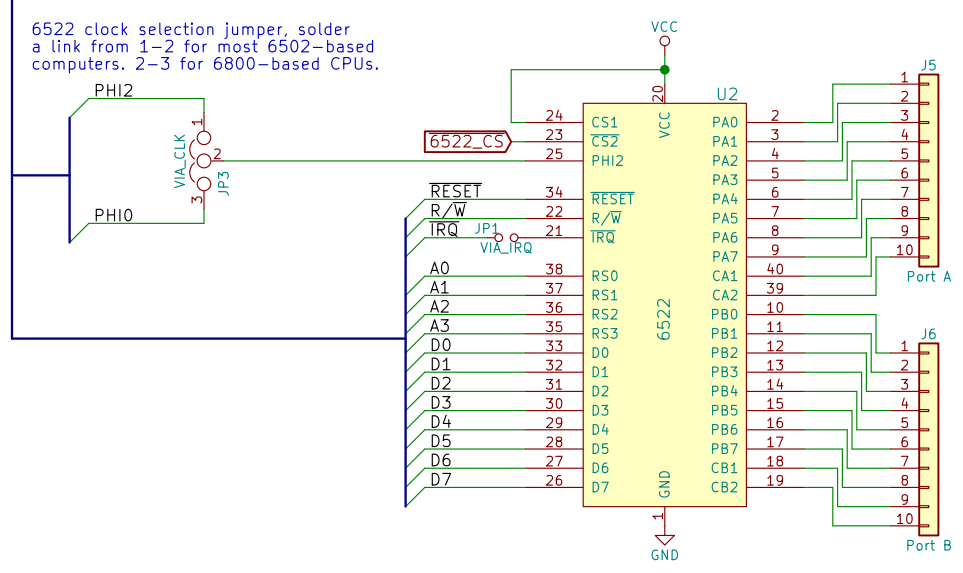 6522 clock selection jumper, solder
a link from 1-2 for most 6502-based
computers. 2-3 for 6800-based CPUs.
PHI2
1
VIA_CLK
2
JP3
3
PHI0
VCC
U2
20
VCC
24 CS1
6522_CS 23 CS2
25 PHI2
RESET 34 RESET
R/W 22 R/W
IRQ JP1 21 IRQ
VIA_IRQ
A0 38 RS0
A1 37 RS1
A2 36 RS2
A3 35 RS3
D0 33 D0
D1 32 D1
D2 31 D2
D3 30 D3
D4 29 D4
D5 28 D5
D6 27 D6
D7 26 D7
6522
GND
1
GND
PA0 2
PA1 3
PA2 4
PA3 5
PA4 6
PA5 7
PA6 8
PA7 9
CA1 40
CA2 39
PB0 10
PB1 11
PB2 12
PB3 13
PB4 14
PB5 15
PB6 16
PB7 17
CB1 18
CB2 19
J5
1
2
3
4
5
6
7
8
9
10
Port A
J6
1
2
3
4
5
6
7
8
9
10
Port B